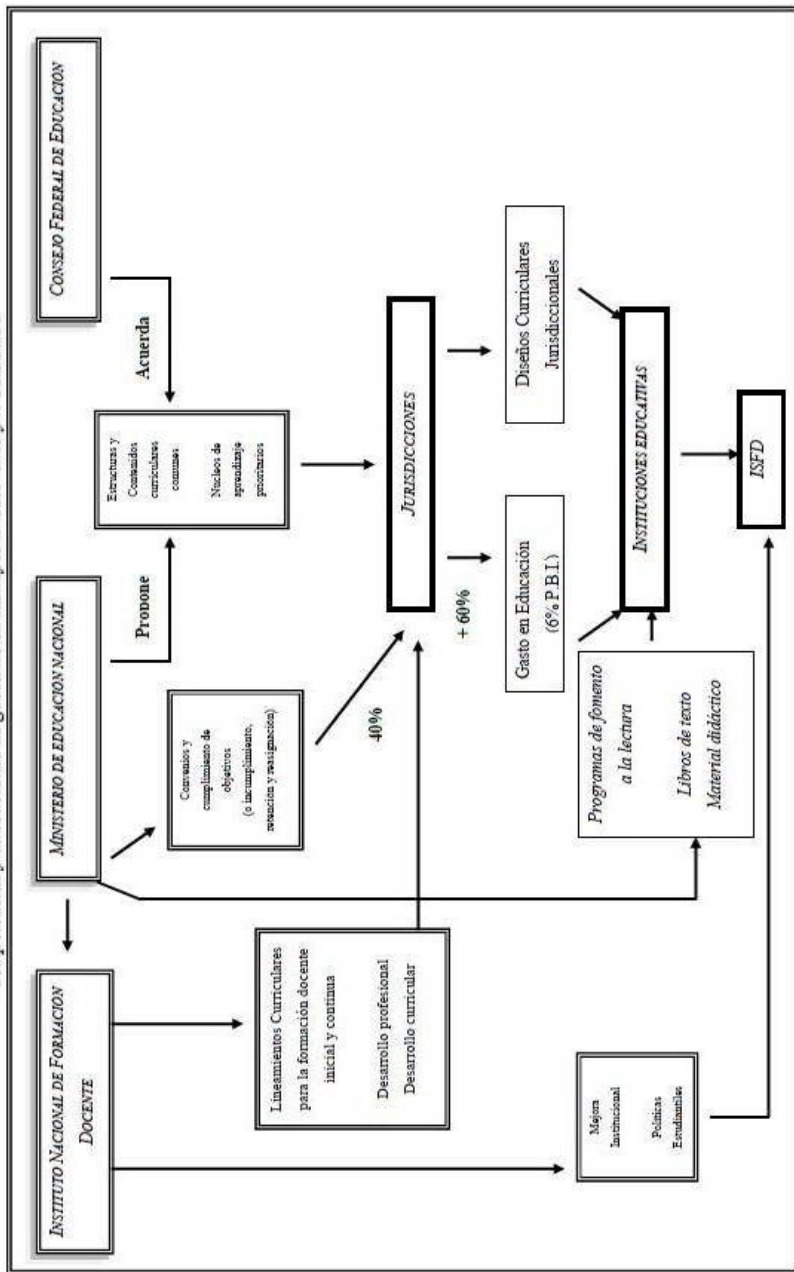 INSTITUTO NACIONAL DE FORMACIÓN
DOCENTE
MINISTERIO DE EDUCACIÓN NACIONAL
CONSEJO FEDERAL DE EDUCACIÓN
Propone
Acuerda
Estructuras y
Contenidos
curriculares
comunes
Nucleos de
aprendizaje
prioritarios
Convenios y
cumplimiento de
objetivos
(o incumplimiento,
retención y reasignación)
Lineamientos Curriculares
para la formación docente
inicial y continua
Desarrollo profesional
Desarrollo curricular
40%
JURISDICCIONES
+ 60%
Gasto en Educación
(6% P.B.I.)
Diseños Curriculares
Jurisdiccionales
Programas de fomento
a la lectura
Libros de texto
Material didáctico
INSTITUCIONES EDUCATIVAS
Mejora
Institucional
Políticas
Estudiantiles
ISFD